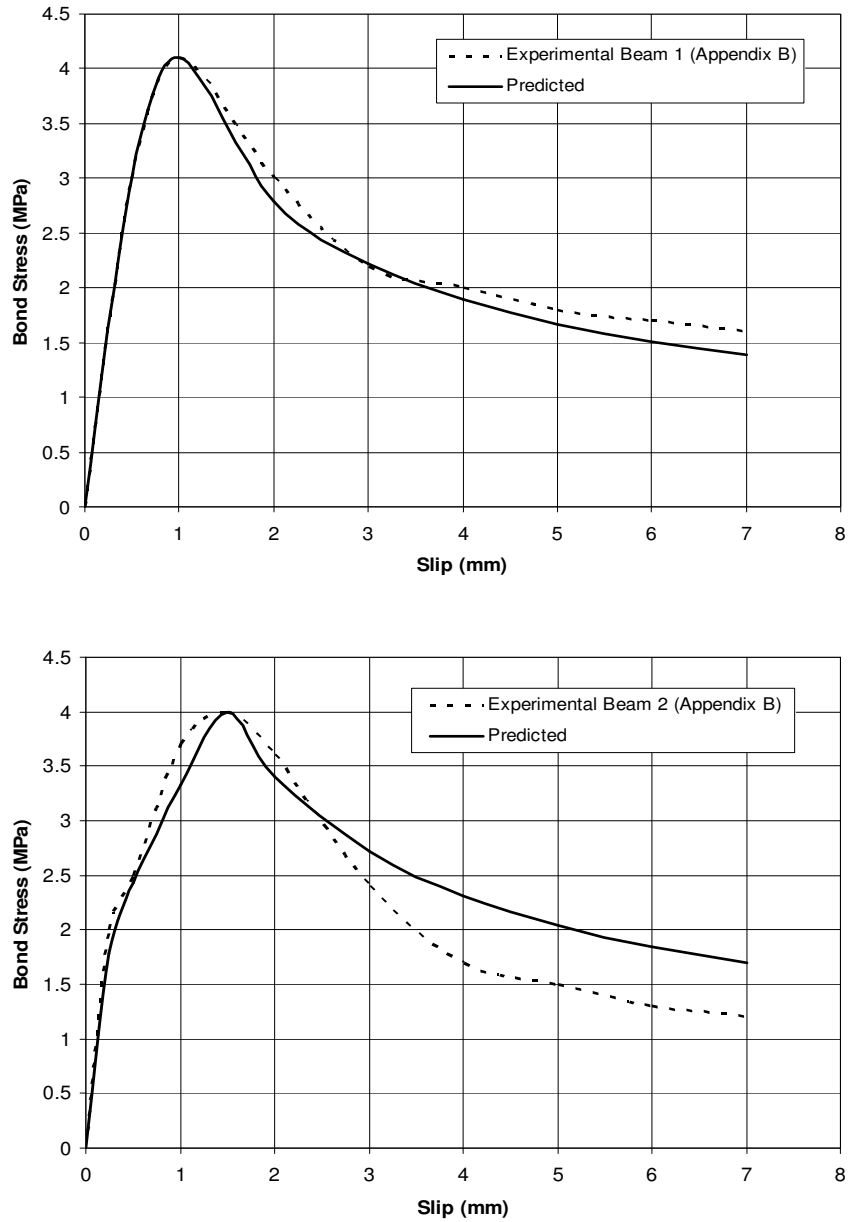 4.5
4
3.5
3
2.5
2
1.5
1
0.5
0
Bond Stress (MPa)
Experimental Beam 1 (Appendix B)
Predicted
0 1 2 3 4 5 6 7 8
Slip (mm)
4.5
4
3.5
3
2.5
2
1.5
1
0.5
0
Bond Stress (MPa)
Experimental Beam 2 (Appendix B)
Predicted
0 1 2 3 4 5 6 7 8
Slip (mm)